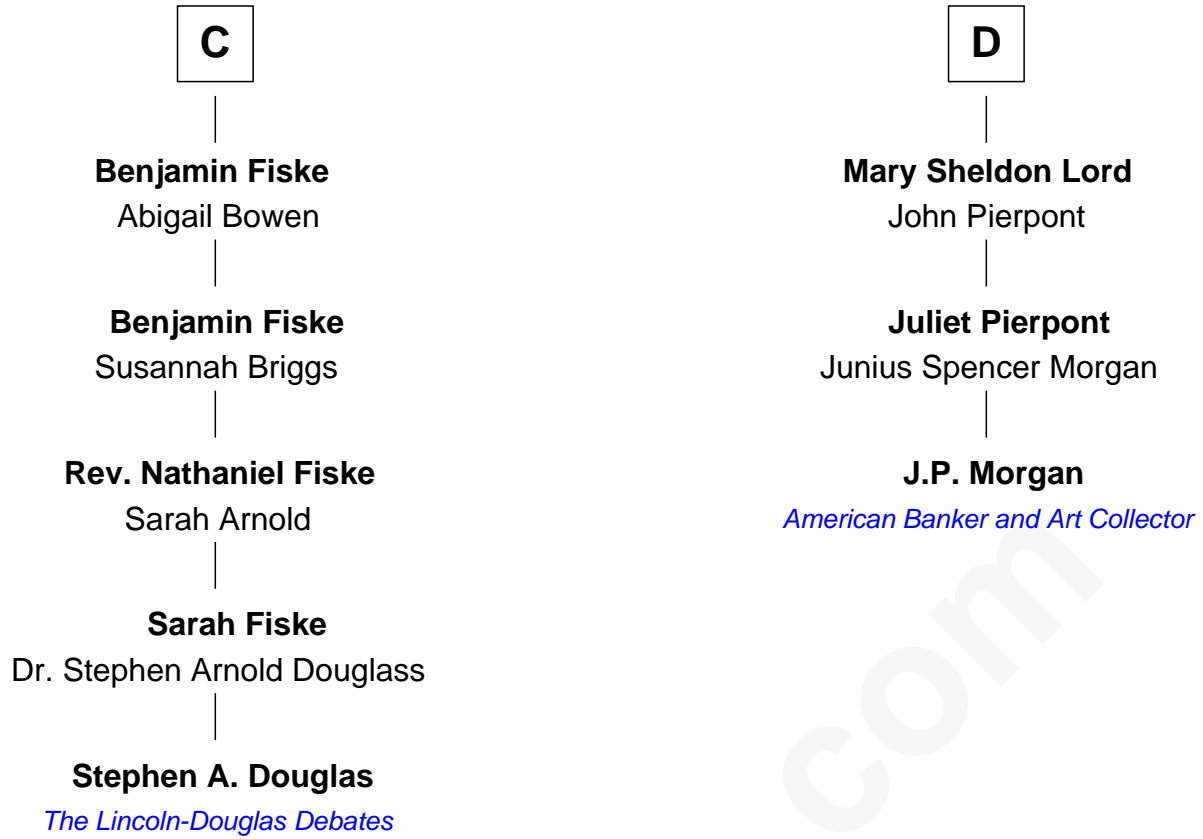 C
Benjamin Fiske
Abigail Bowen
Benjamin Fiske
Susannah Briggs
Rev. Nathaniel Fiske
Sarah Arnold
Sarah Fiske
Dr. Stephen Arnold Douglass
Stephen A. Douglas
The Lincoln-Douglas Debates
D
Mary Sheldon Lord
John Pierpont
Juliet Pierpont
Junius Spencer Morgan
J.P. Morgan
American Banker and Art Collector
com